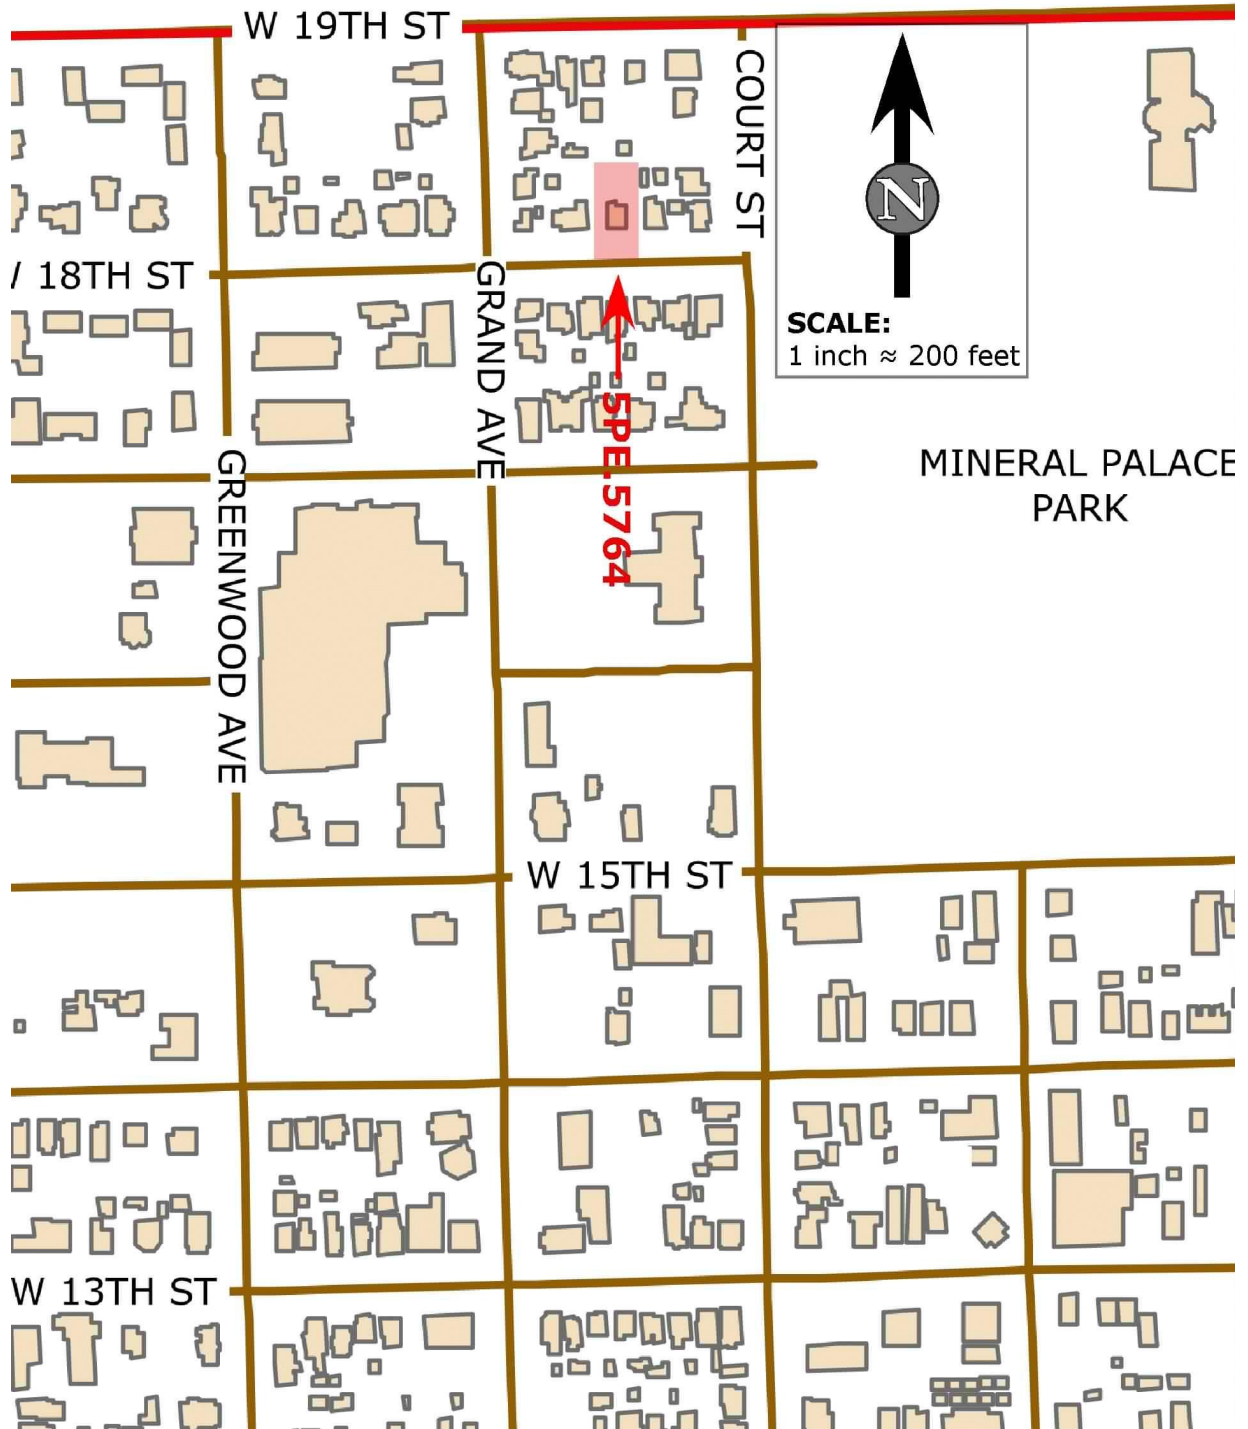 W 19TH ST
COURT ST
N
W 18TH ST
GRAND AVE
SCALE:
1 inch ≈ 200 feet
5PE.5764
MINERAL PALACE
PARK
GREENWOOD AVE
W 15TH ST
W 13TH ST